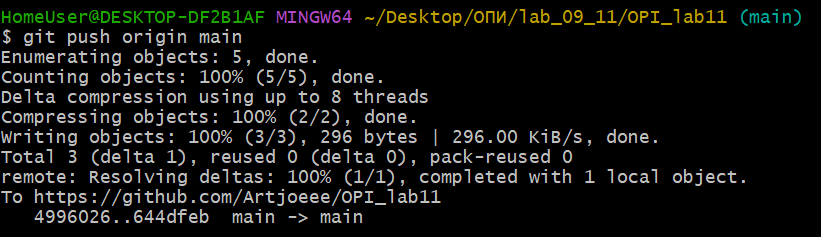 HomeUser@DESKTOP-DF2B1AF MINGW64 ~/Desktop/ОПИ/lab_09_11/OPI_lab11 (main)
$ git push origin main
Enumerating objects: 5, done.
Counting objects: 100% (5/5), done.
Delta compression using up to 8 threads
Compressing objects: 100% (2/2), done.
Writing objects: 100% (3/3), 296 bytes | 296.00 KiB/s, done.
Total 3 (delta 1), reused 0 (delta 0), pack-reused 0
remote: Resolving deltas: 100% (1/1), completed with 1 local object.
To https://github.com/Artjoeee/OPI_lab11
   4996026..644dfeb  main -> main